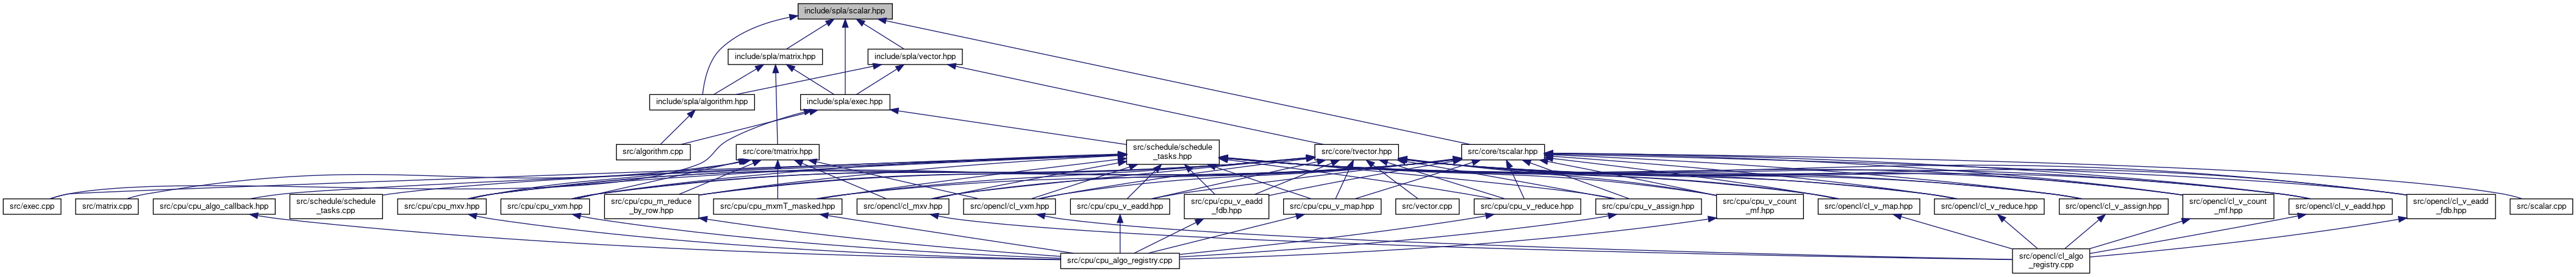 include/spla/scalar.hpp
include/spla/matrix.hpp
include/spla/vector.hpp
include/spla/algorithm.hpp
include/spla/exec.hpp
src/algorithm.cpp
src/core/tmatrix.hpp
src/schedule/schedule
_tasks.hpp
src/core/tvector.hpp
src/core/tscalar.hpp
src/exec.cpp
src/matrix.cpp
src/cpu/cpu_algo_callback.hpp
src/schedule/schedule
_tasks.cpp
src/cpu/cpu_mxv.hpp
src/cpu/cpu_vxm.hpp
src/cpu/cpu_m_reduce
_by_row.hpp
src/cpu/cpu_mxmT_masked.hpp
src/opencl/cl_mxv.hpp
src/opencl/cl_vxm.hpp
src/cpu/cpu_v_eadd.hpp
src/cpu/cpu_v_eadd
_fdb.hpp
src/cpu/cpu_v_map.hpp
src/vector.cpp
src/cpu/cpu_v_reduce.hpp
src/cpu/cpu_v_assign.hpp
src/cpu/cpu_v_count
_mf.hpp
src/opencl/cl_v_map.hpp
src/opencl/cl_v_reduce.hpp
src/opencl/cl_v_assign.hpp
src/opencl/cl_v_count
_mf.hpp
src/opencl/cl_v_eadd.hpp
src/opencl/cl_v_eadd
_fdb.hpp
src/scalar.cpp
src/cpu/cpu_algo_registry.cpp
src/opencl/cl_algo
_registry.cpp